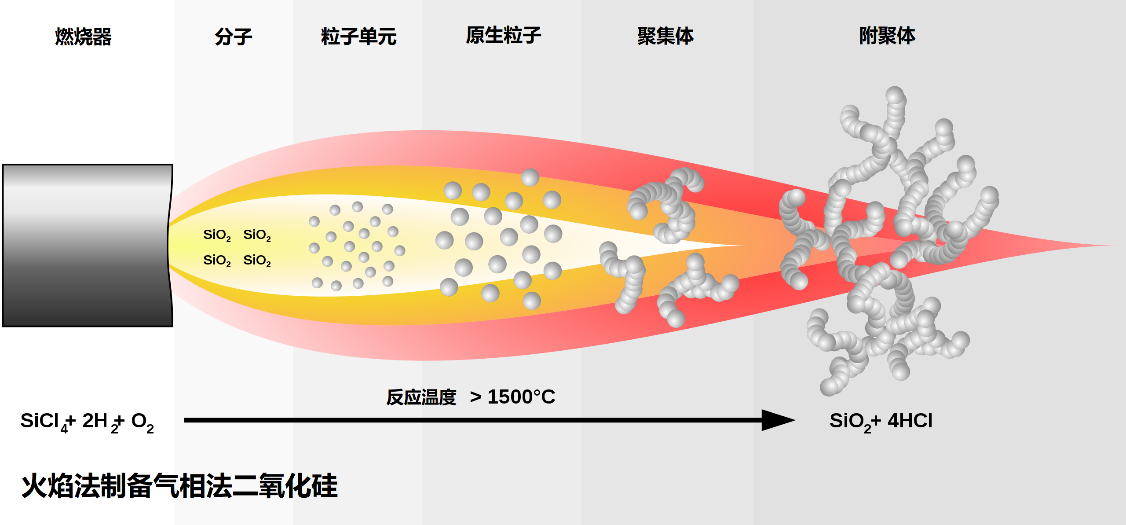 燃烧器 分子 粒子单元 原生粒子 聚集体 附聚体
SiO₂ SiO₂
SiO₂ SiO₂
反应温度 > 1500°C
SiCl₄+ 2H₂+ O₂ SiO₂+ 4HCl
火焰法制备气相法二氧化硅